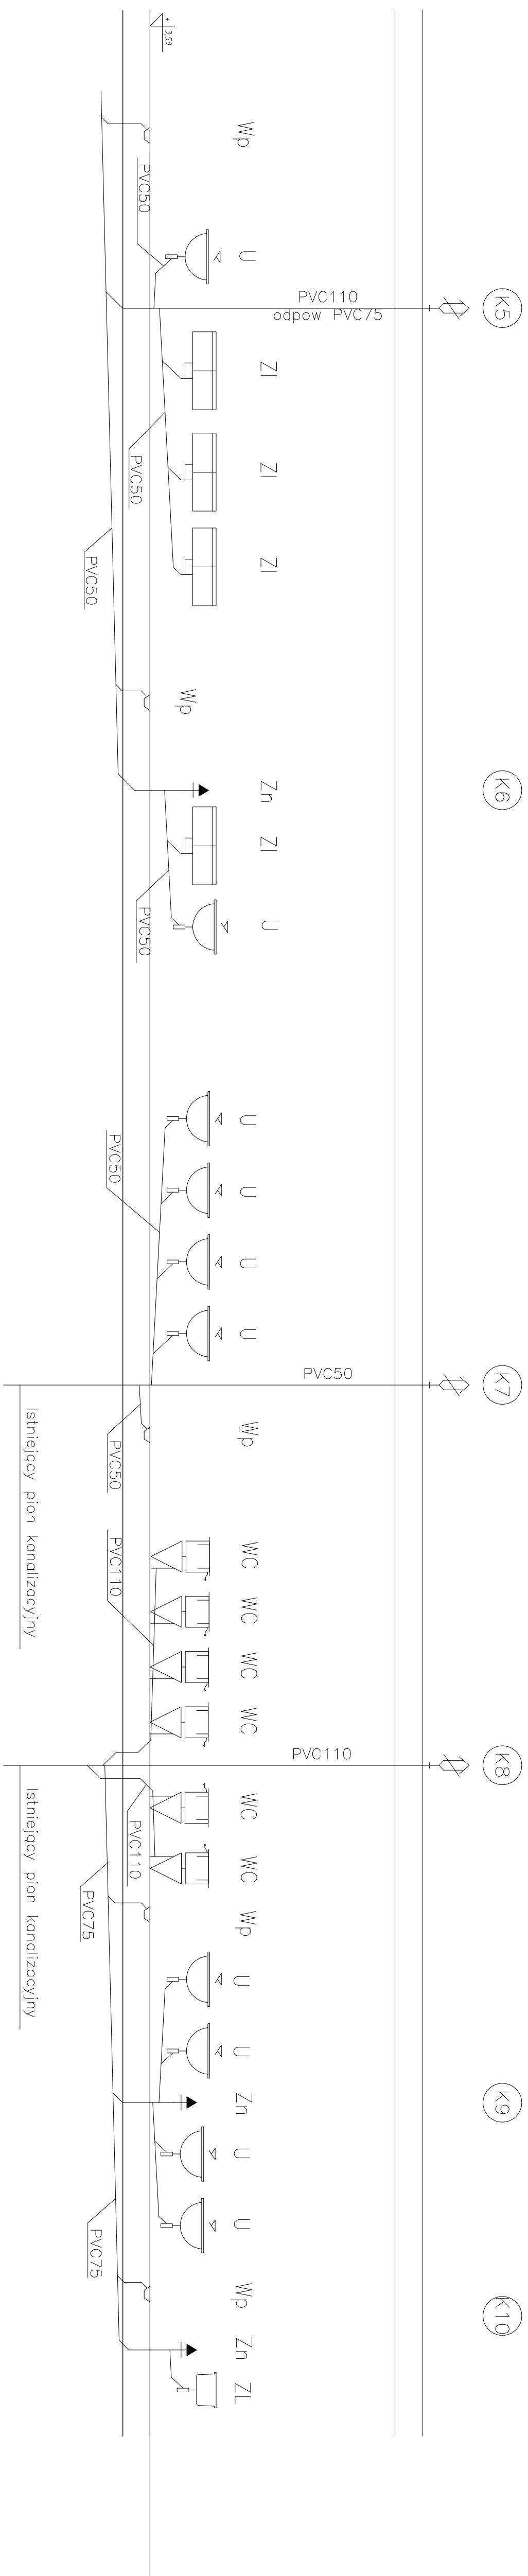 + 3,50
Wp
PVC50
U
PVC110
odpow PVC75
K5
Zl
PVC50
Zl
Zl
PVC50
Wp
Zn
K6
Zl
PVC50
U
U
PVC50
U
U
U
PVC50
K7
Istniejący pion kanalizacyjny
PVC50
Wp
PVC110
WC
WC
WC
WC
PVC110
K8
Istniejący pion kanalizacyjny
PVC110
WC
WC
PVC75
Wp
U
U
Zn
K9
U
U
PVC75
Wp
K10
Zn
ZL